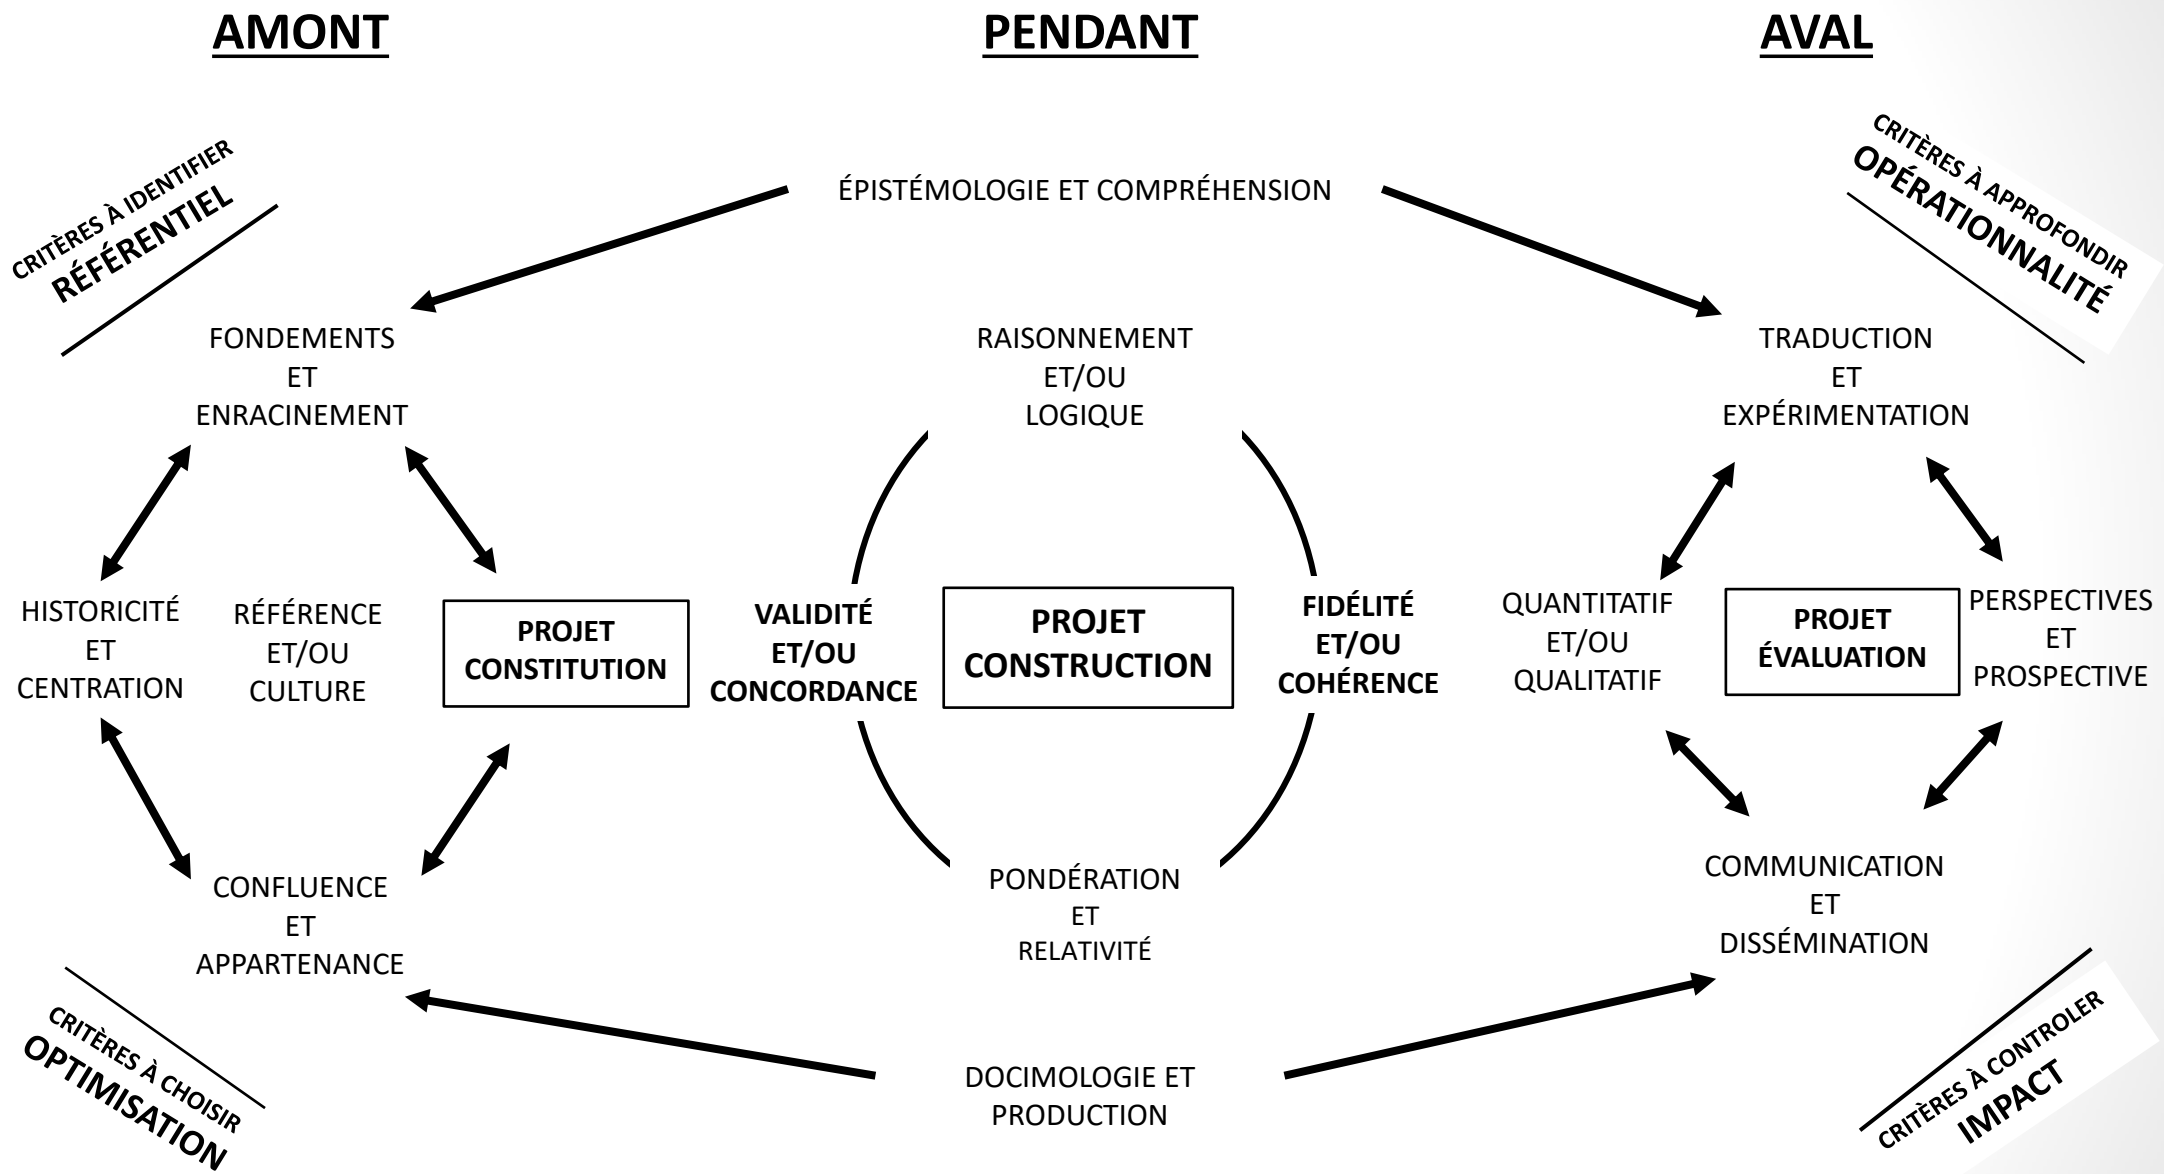 AMONT
PENDANT
AVAL
CRITÈRES À IDENTIFIER
RÉFÉRENTIEL
CRITÈRES À APPROFONDIR
OPÉRATIONNALITÉ
ÉPISTÉMOLOGIE ET COMPRÉHENSION
FONDEMENTS
ET
ENRACINEMENT
RAISONNEMENT
ET/OU
LOGIQUE
TRADUCTION
ET
EXPÉRIMENTATION
HISTORICITÉ
ET
CENTRATION
RÉFÉRENCE
ET/OU
CULTURE
PROJET
CONSTITUTION
VALIDITÉ
ET/OU
CONCORDANCE
PROJET
CONSTRUCTION
FIDÉLITÉ
ET/OU
COHÉRENCE
QUANTITATIF
ET/OU
QUALITATIF
PROJET
ÉVALUATION
PERSPECTIVES
ET
PROSPECTIVE
CONFLUENCE
ET
APPARTENANCE
PONDÉRATION
ET
RELATIVITÉ
COMMUNICATION
ET
DISSÉMINATION
CRITÈRES À CHOISIR
OPTIMISATION
DOCIMOLOGIE ET
PRODUCTION
CRITÈRES À CONTROLER
IMPACT